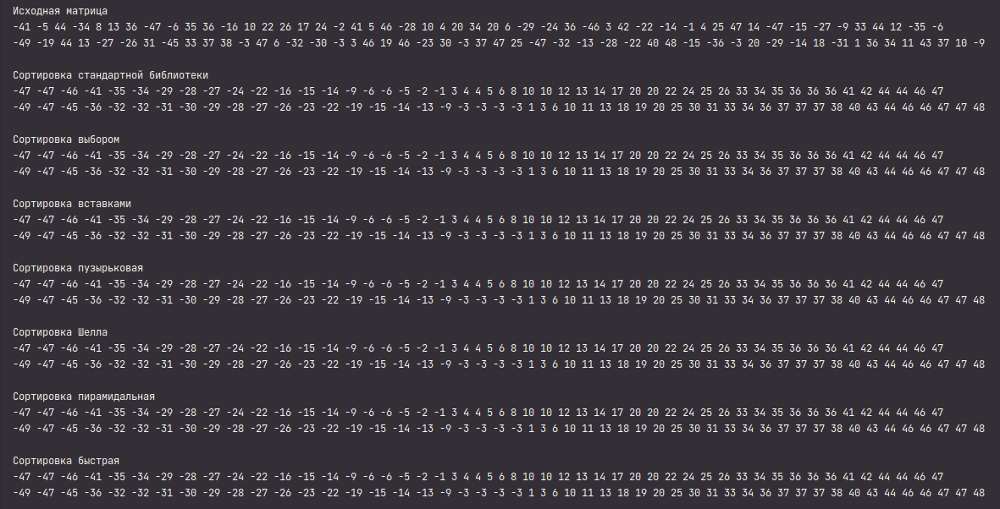 Исходная матрица
-41 -5 44 -34 8 13 36 -47 -6 35 36 -16 10 22 26 17 24 -2 41 5 46 -28 10 4 20 34 20 6 -29 -24 36 -46 3 42 -22 -14 -1 4 25 47 14 -47 -15 -27 -9 33 44 12 -35 -6
-49 -19 44 13 -27 -26 31 -45 33 37 38 -3 47 6 -32 -30 -3 3 46 19 46 -23 30 -3 37 47 25 -47 -32 -13 -28 -22 40 48 -15 -36 -3 20 -29 -14 18 -31 1 36 34 11 43 37 10 -9
Сортировка стандартной библиотеки
-47 -47 -46 -41 -35 -34 -29 -28 -27 -24 -22 -16 -15 -14 -9 -6 -6 -5 -2 -1 3 4 4 5 6 8 10 10 12 13 14 17 20 20 22 24 25 26 33 34 35 36 36 36 41 42 44 44 46 47
-49 -47 -45 -36 -32 -32 -31 -30 -29 -28 -27 -26 -23 -22 -19 -15 -14 -13 -9 -3 -3 -3 -3 1 3 6 10 11 13 18 19 20 25 30 31 33 34 36 37 37 37 38 40 43 44 46 46 47 47 48
Сортировка выбором
-47 -47 -46 -41 -35 -34 -29 -28 -27 -24 -22 -16 -15 -14 -9 -6 -6 -5 -2 -1 3 4 4 5 6 8 10 10 12 13 14 17 20 20 22 24 25 26 33 34 35 36 36 36 41 42 44 44 46 47
-49 -47 -45 -36 -32 -32 -31 -30 -29 -28 -27 -26 -23 -22 -19 -15 -14 -13 -9 -3 -3 -3 -3 1 3 6 10 11 13 18 19 20 25 30 31 33 34 36 37 37 37 38 40 43 44 46 46 47 47 48
Сортировка вставками
-47 -47 -46 -41 -35 -34 -29 -28 -27 -24 -22 -16 -15 -14 -9 -6 -6 -5 -2 -1 3 4 4 5 6 8 10 10 12 13 14 17 20 20 22 24 25 26 33 34 35 36 36 36 41 42 44 44 46 47
-49 -47 -45 -36 -32 -32 -31 -30 -29 -28 -27 -26 -23 -22 -19 -15 -14 -13 -9 -3 -3 -3 -3 1 3 6 10 11 13 18 19 20 25 30 31 33 34 36 37 37 37 38 40 43 44 46 46 47 47 48
Сортировка пузырьковая
-47 -47 -46 -41 -35 -34 -29 -28 -27 -24 -22 -16 -15 -14 -9 -6 -6 -5 -2 -1 3 4 4 5 6 8 10 10 12 13 14 17 20 20 22 24 25 26 33 34 35 36 36 36 41 42 44 44 46 47
-49 -47 -45 -36 -32 -32 -31 -30 -29 -28 -27 -26 -23 -22 -19 -15 -14 -13 -9 -3 -3 -3 -3 1 3 6 10 11 13 18 19 20 25 30 31 33 34 36 37 37 37 38 40 43 44 46 46 47 47 48
Сортировка Шелла
-47 -47 -46 -41 -35 -34 -29 -28 -27 -24 -22 -16 -15 -14 -9 -6 -6 -5 -2 -1 3 4 4 5 6 8 10 10 12 13 14 17 20 20 22 24 25 26 33 34 35 36 36 36 41 42 44 44 46 47
-49 -47 -45 -36 -32 -32 -31 -30 -29 -28 -27 -26 -23 -22 -19 -15 -14 -13 -9 -3 -3 -3 -3 1 3 6 10 11 13 18 19 20 25 30 31 33 34 36 37 37 37 38 40 43 44 46 46 47 47 48
Сортировка пирамидальная
-47 -47 -46 -41 -35 -34 -29 -28 -27 -24 -22 -16 -15 -14 -9 -6 -6 -5 -2 -1 3 4 4 5 6 8 10 10 12 13 14 17 20 20 22 24 25 26 33 34 35 36 36 36 41 42 44 44 46 47
-49 -47 -45 -36 -32 -32 -31 -30 -29 -28 -27 -26 -23 -22 -19 -15 -14 -13 -9 -3 -3 -3 -3 1 3 6 10 11 13 18 19 20 25 30 31 33 34 36 37 37 37 38 40 43 44 46 46 47 47 48
Сортировка быстрая
-47 -47 -46 -41 -35 -34 -29 -28 -27 -24 -22 -16 -15 -14 -9 -6 -6 -5 -2 -1 3 4 4 5 6 8 10 10 12 13 14 17 20 20 22 24 25 26 33 34 35 36 36 36 41 42 44 44 46 47
-49 -47 -45 -36 -32 -32 -31 -30 -29 -28 -27 -26 -23 -22 -19 -15 -14 -13 -9 -3 -3 -3 -3 1 3 6 10 11 13 18 19 20 25 30 31 33 34 36 37 37 37 38 40 43 44 46 46 47 47 48